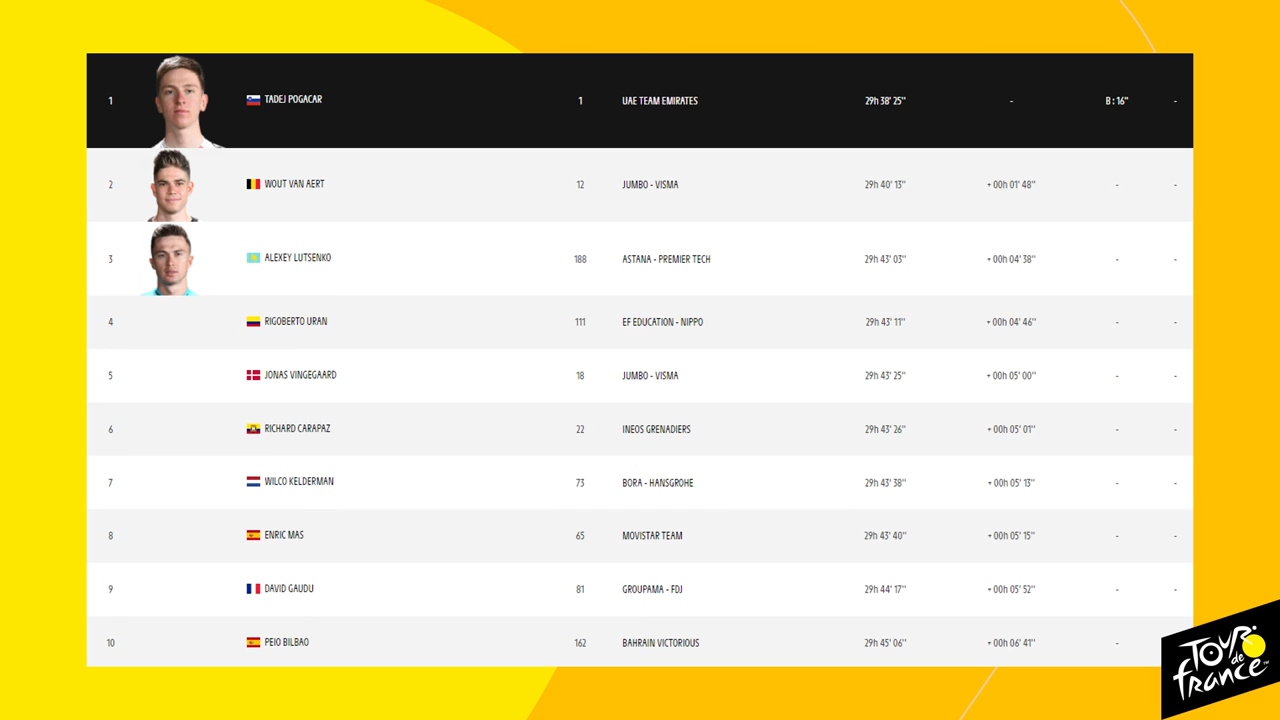 1 TADEJ POGACAR 1 UAE TEAM EMIRATES 29h 38' 25'' - B : 16'' -
2 WOUT VAN AERT 12 JUMBO - VISMA 29h 40' 13'' + 00h 01' 48'' - -
3 ALEXEY LUTSENKO 188 ASTANA - PREMIER TECH 29h 43' 03'' + 00h 04' 38'' - -
4 RIGOBERTO URAN 111 EF EDUCATION - NIPPO 29h 43' 11'' + 00h 04' 46'' - -
5 JONAS VINGEGAARD 18 JUMBO - VISMA 29h 43' 25'' + 00h 05' 00'' - -
6 RICHARD CARAPAZ 22 INEOS GRENADIERS 29h 43' 26'' + 00h 05' 01'' - -
7 WILCO KELDERMAN 73 BORA - HANSGROHE 29h 43' 38'' + 00h 05' 13'' - -
8 ENRIC MAS 65 MOVISTAR TEAM 29h 43' 40'' + 00h 05' 15'' - -
9 DAVID GAUDU 81 GROUPAMA - FDJ 29h 44' 17'' + 00h 05' 52'' - -
10 PEIO BILBAO 162 BAHRAIN VICTORIOUS 29h 45' 06'' + 00h 06' 41'' -
TOUR
de
france™